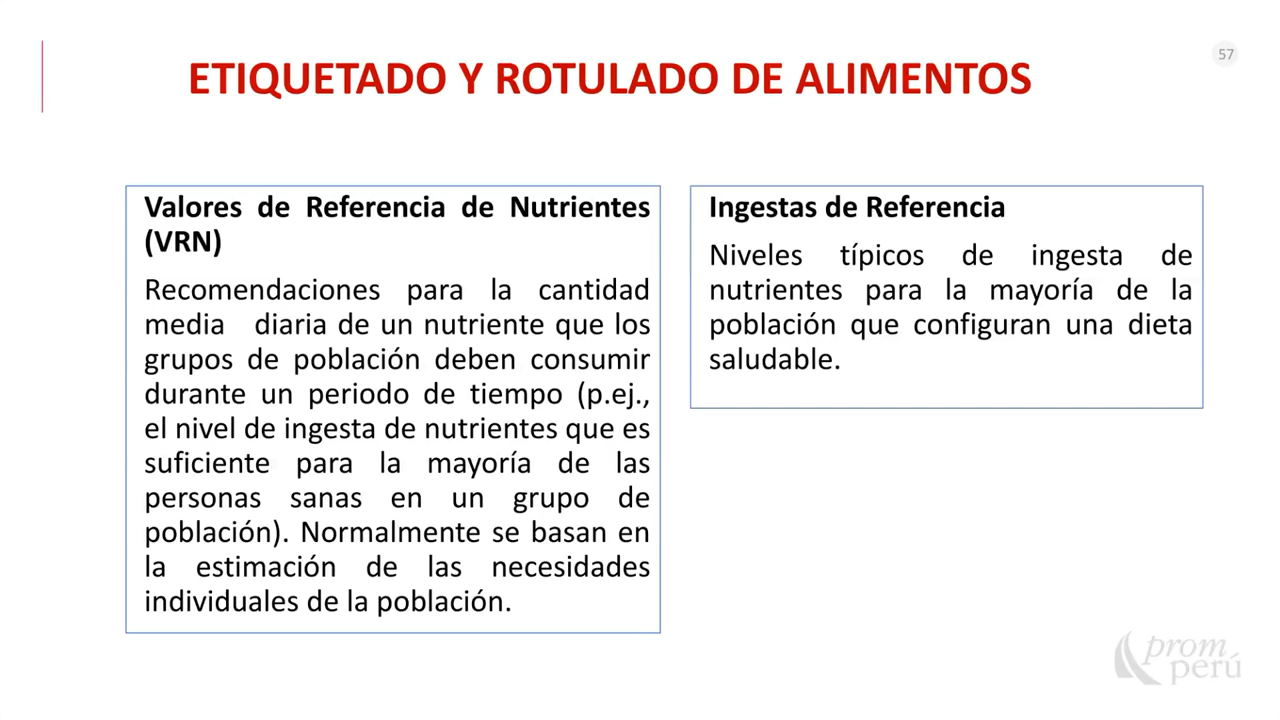 57
ETIQUETADO Y ROTULADO DE ALIMENTOS
Valores de Referencia de Nutrientes
(VRN)
Recomendaciones para la cantidad
media diaria de un nutriente que los
grupos de población deben consumir
durante un periodo de tiempo (p.ej.,
el nivel de ingesta de nutrientes que es
suficiente para la mayoría de las
personas sanas en un grupo de
población). Normalmente se basan en
la estimación de las necesidades
individuales de la población.
Ingestas de Referencia
Niveles típicos de ingesta de
nutrientes para la mayoría de la
población que configuran una dieta
saludable.
prom
perú